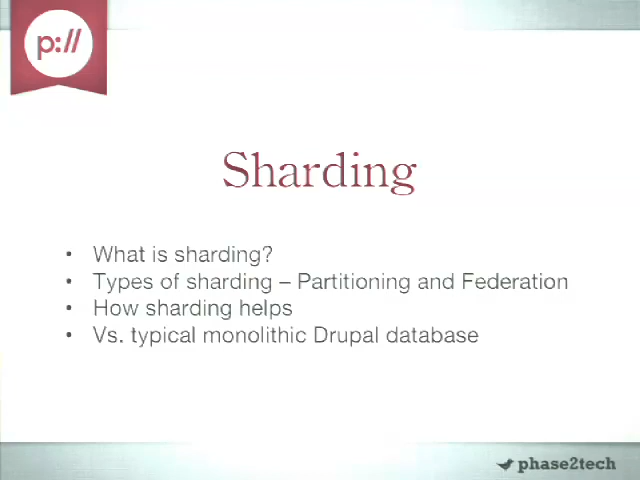 p://
Sharding
• What is sharding?
• Types of sharding – Partitioning and Federation
• How sharding helps
• Vs. typical monolithic Drupal database
phase2tech